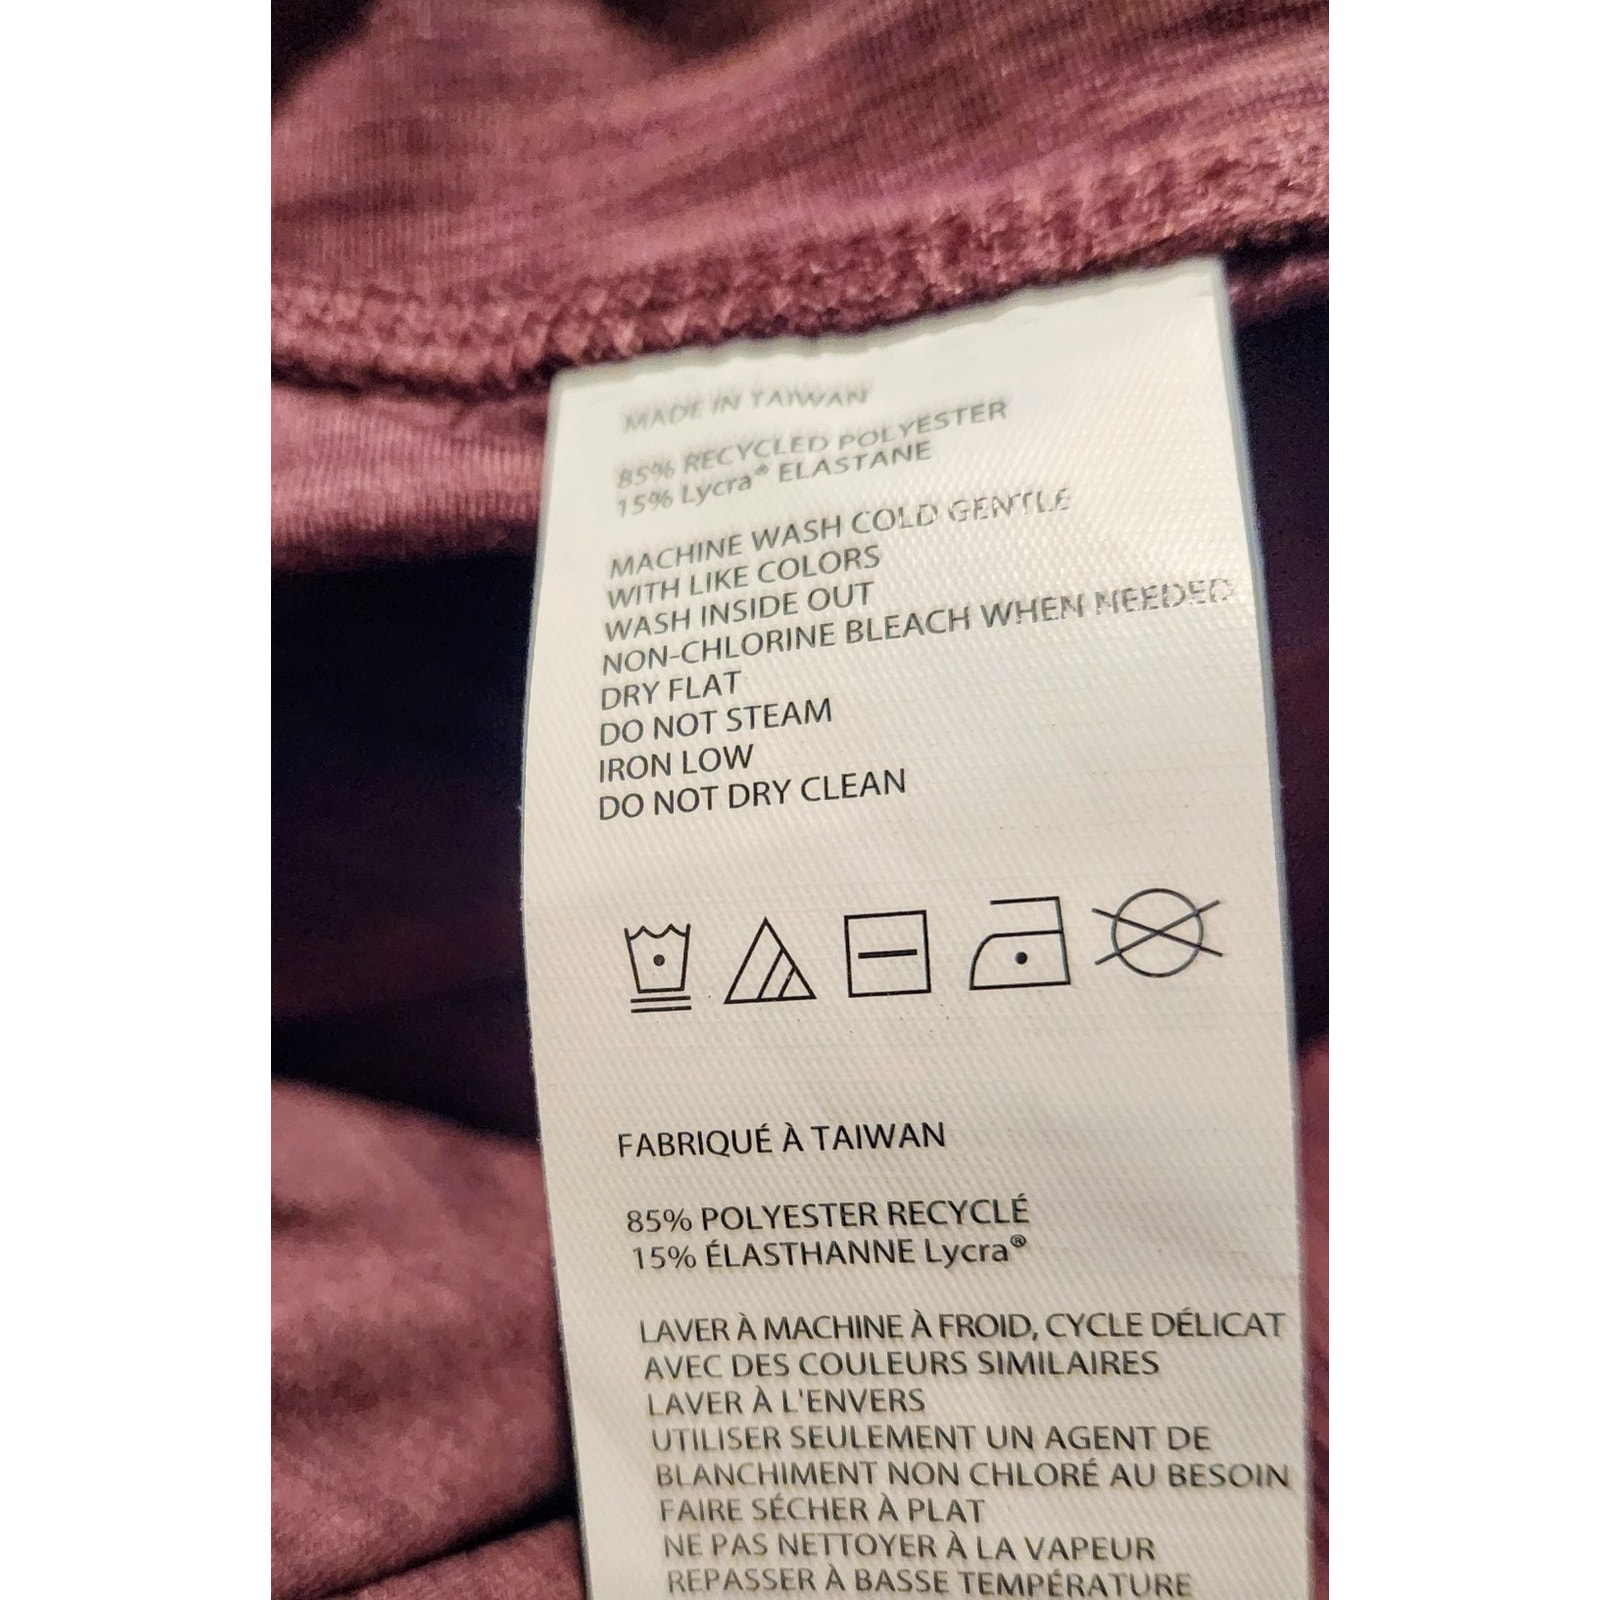 MADE IN TAIWAN
85% RECYCLED POLYESTER
15% Lycra® ELASTANE
MACHINE WASH COLD GENTLE
WITH LIKE COLORS
WASH INSIDE OUT
NON-CHLORINE BLEACH WHEN NEEDED
DRY FLAT
DO NOT STEAM
IRON LOW
DO NOT DRY CLEAN
FABRIQUÉ À TAIWAN
85% POLYESTER RECYCLÉ
15% ÉLASTHANNE Lycra®
LAVER À MACHINE À FROID, CYCLE DÉLICAT
AVEC DES COULEURS SIMILAIRES
LAVER À L'ENVERS
UTILISER SEULEMENT UN AGENT DE
BLANCHIMENT NON CHLORÉ AU BESOIN
FAIRE SÉCHER À PLAT
NE PAS NETTOYER À LA VAPEUR
REPASSER À BASSE TEMPÉRATURE